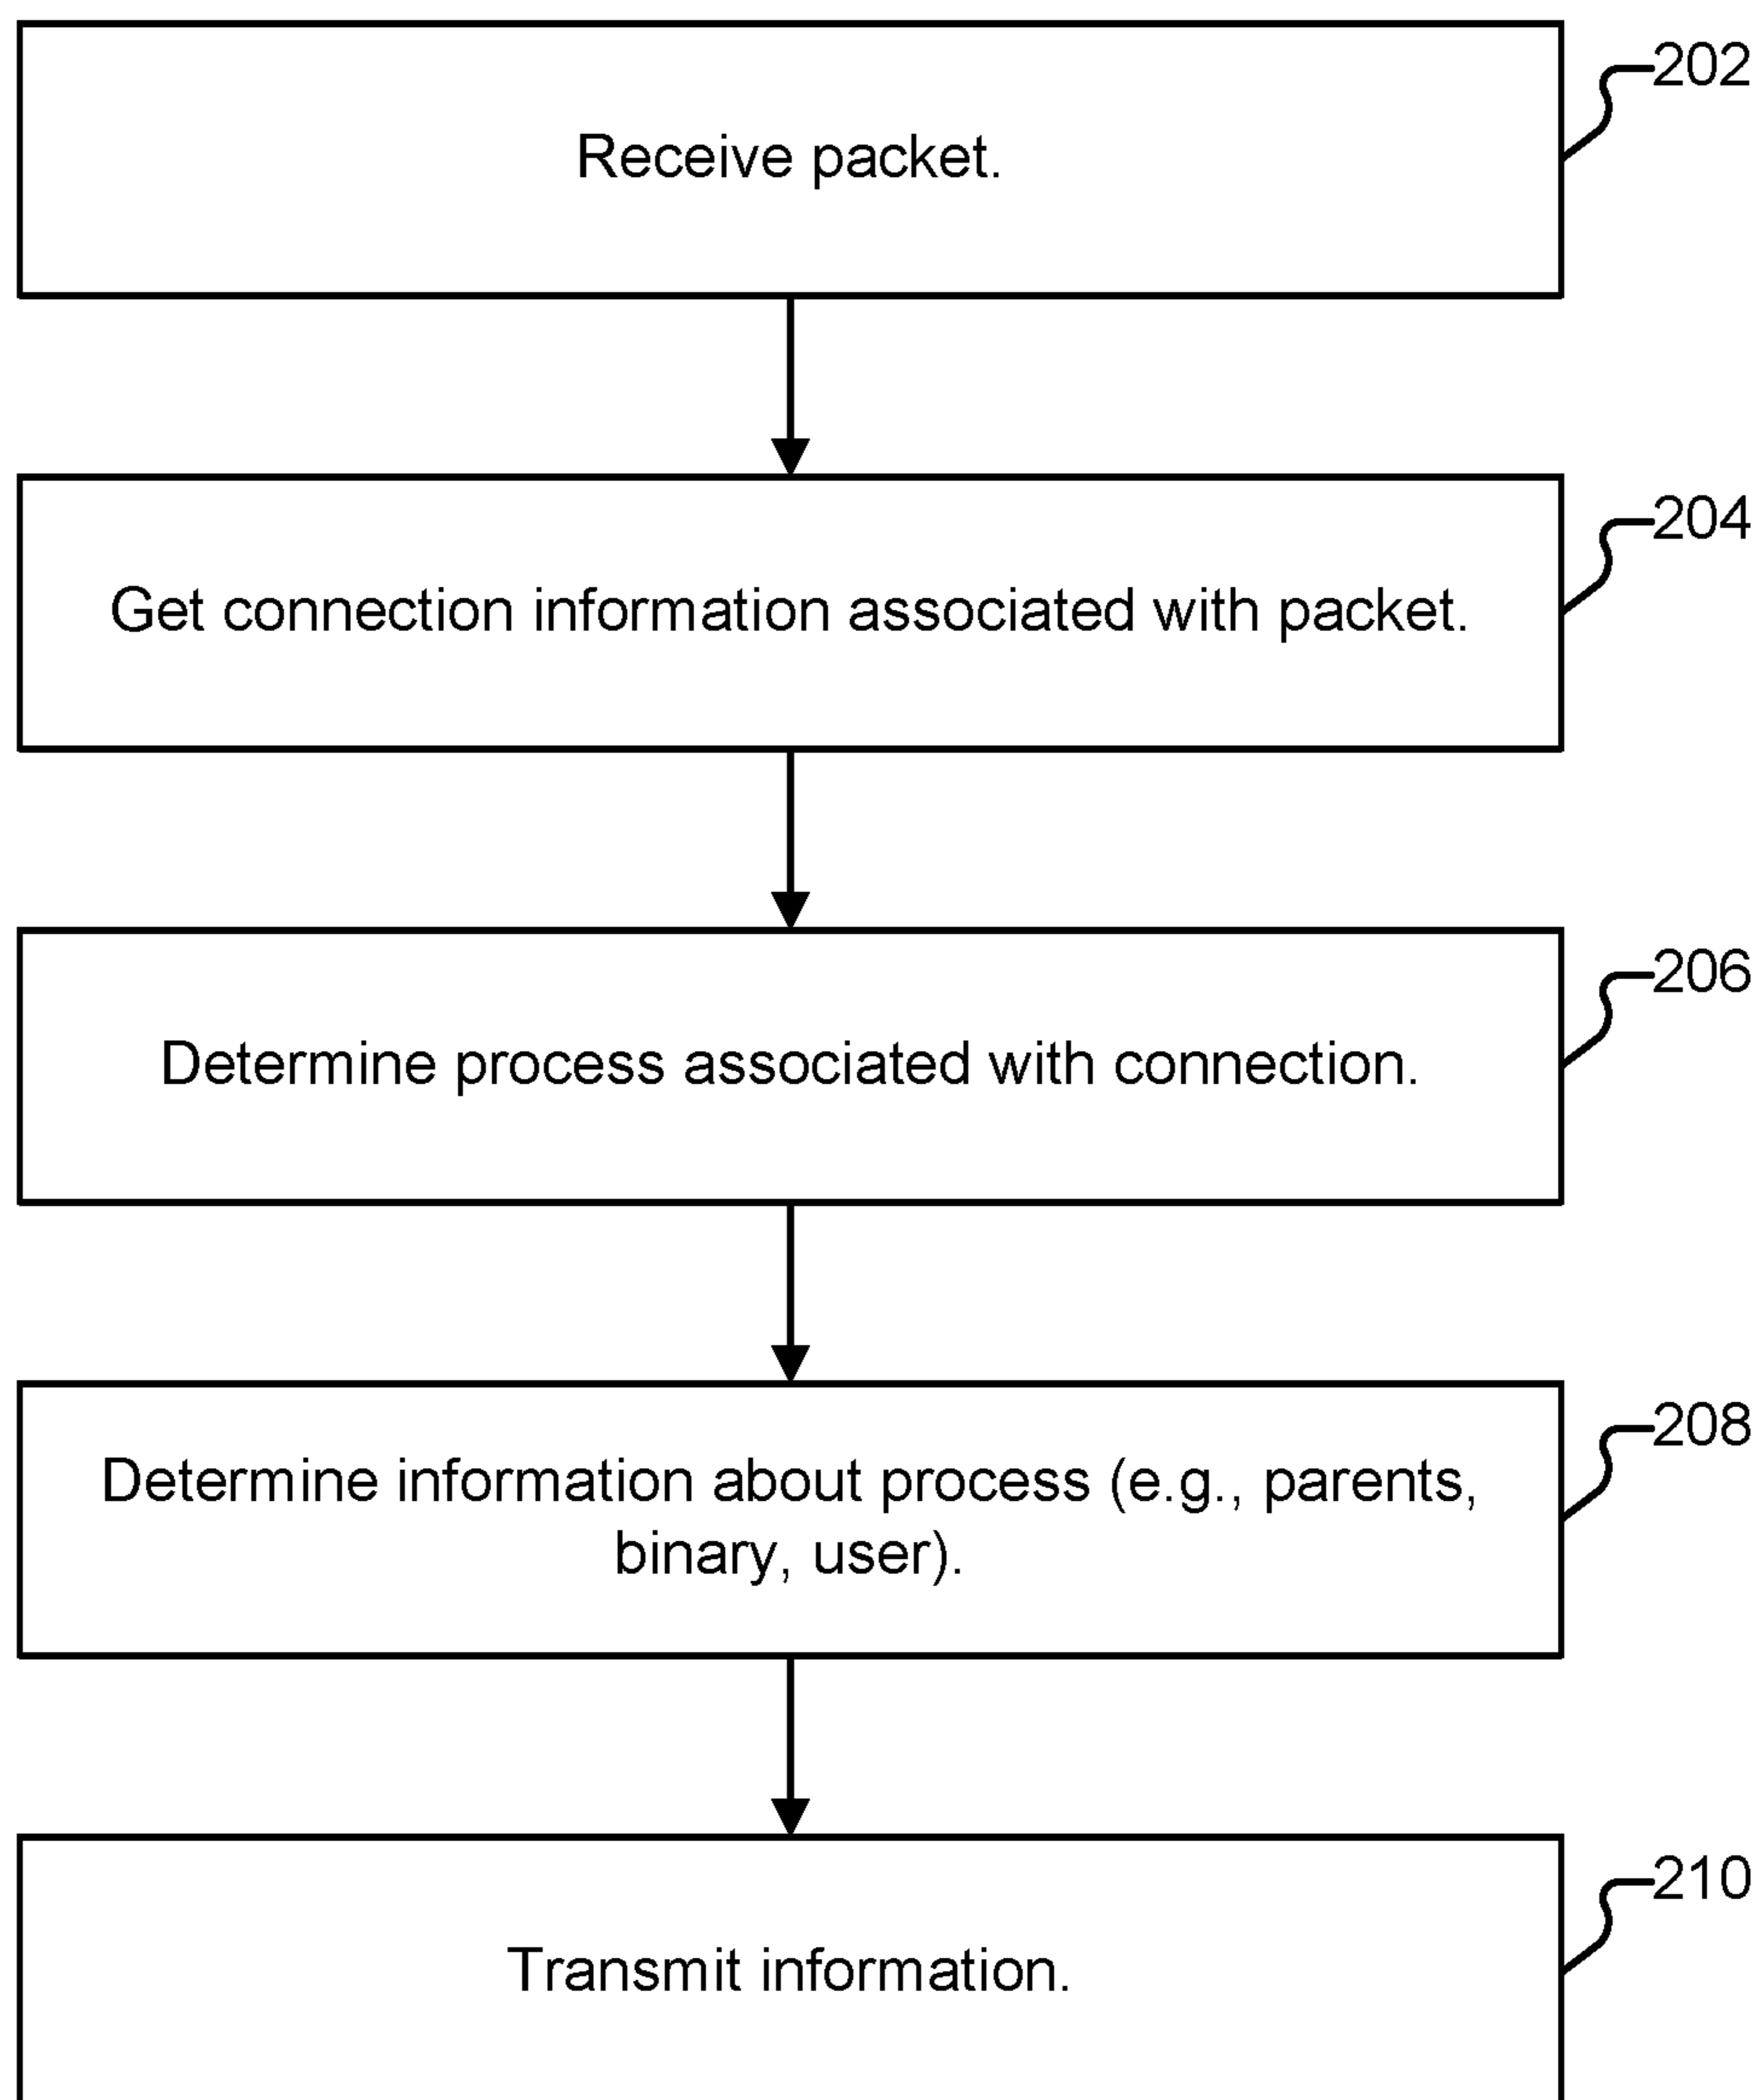 202
Receive packet.
204
Get connection information associated with packet.
206
Determine process associated with connection.
208
Determine information about process (e.g., parents,
binary, user).
210
Transmit information.